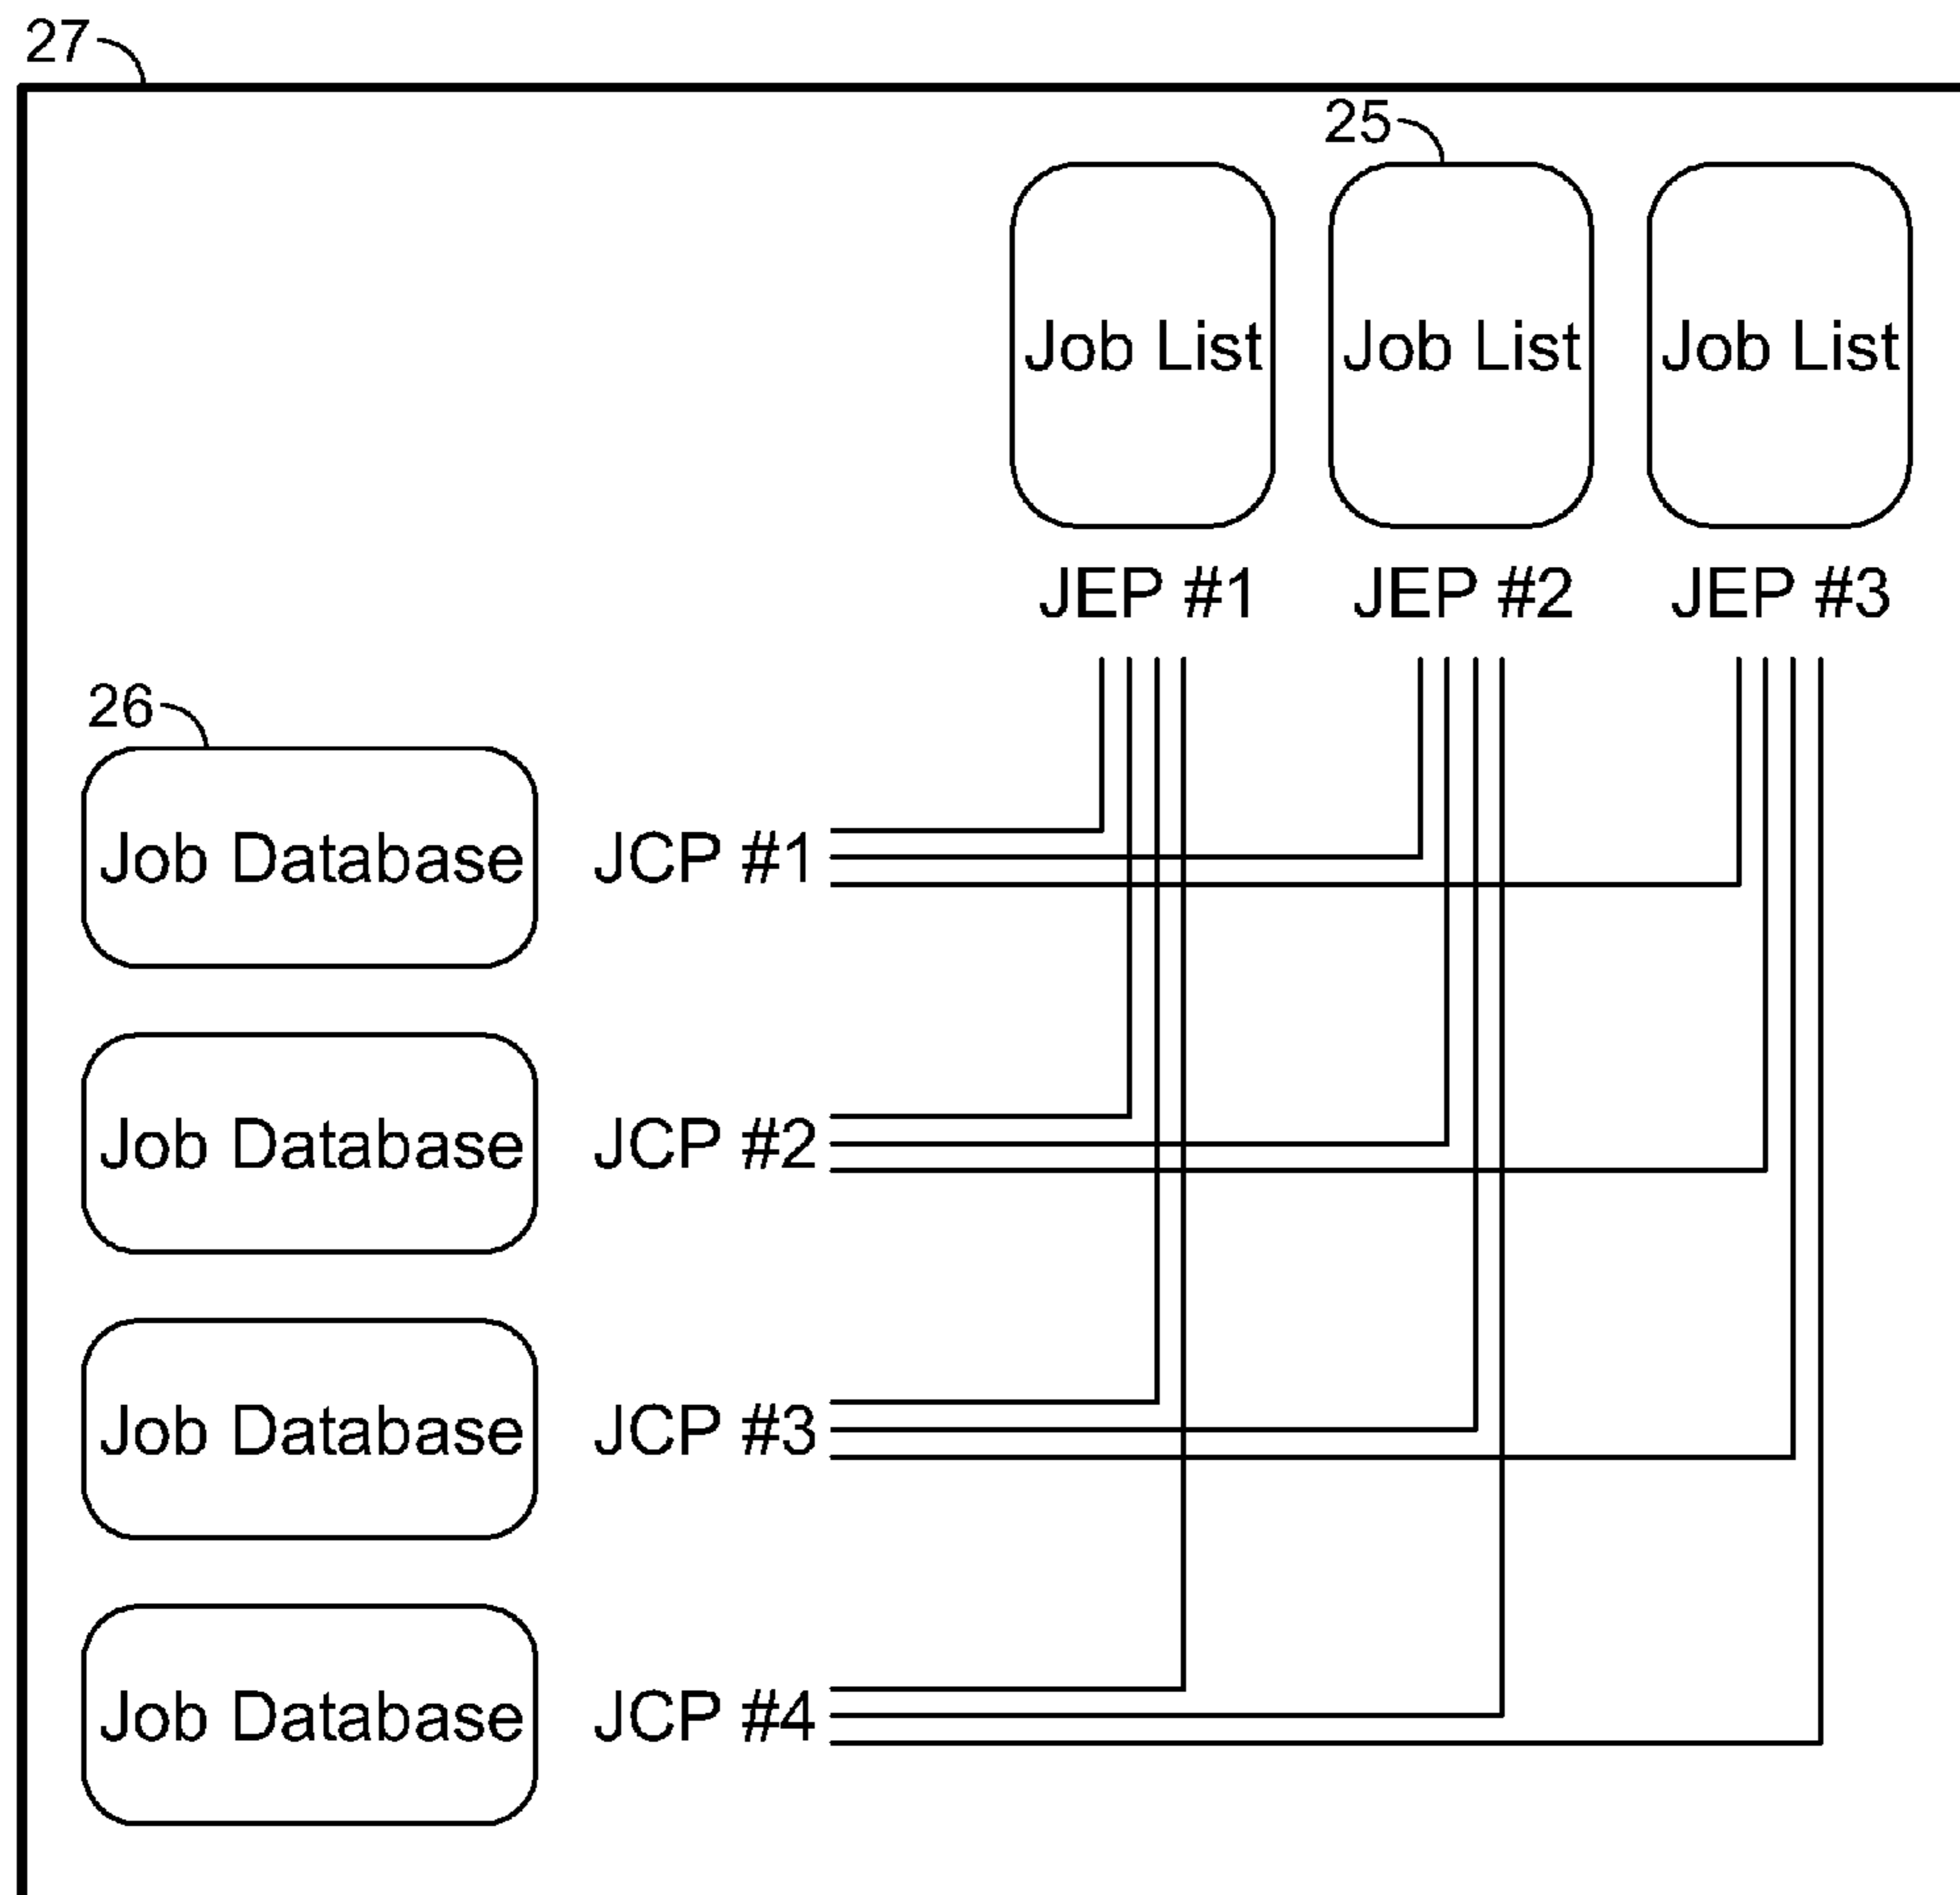 27
25
Job List Job List Job List
JEP #1 JEP #2 JEP #3
26
Job Database JCP #1
Job Database JCP #2
Job Database JCP #3
Job Database JCP #4